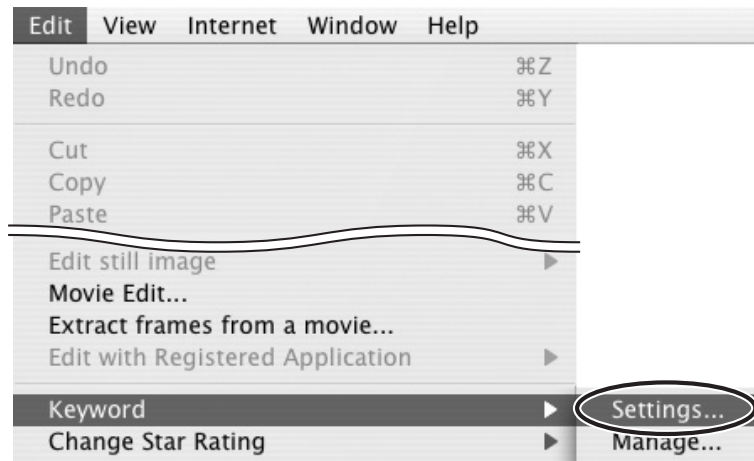 Edit View Internet Window Help
Undo ⌘Z
Redo ⌘Y
Cut ⌘X
Copy ⌘C
Paste ⌘V
Edit still image
Movie Edit...
Extract frames from a movie...
Edit with Registered Application
Keyword Settings...
Change Star Rating Manage...